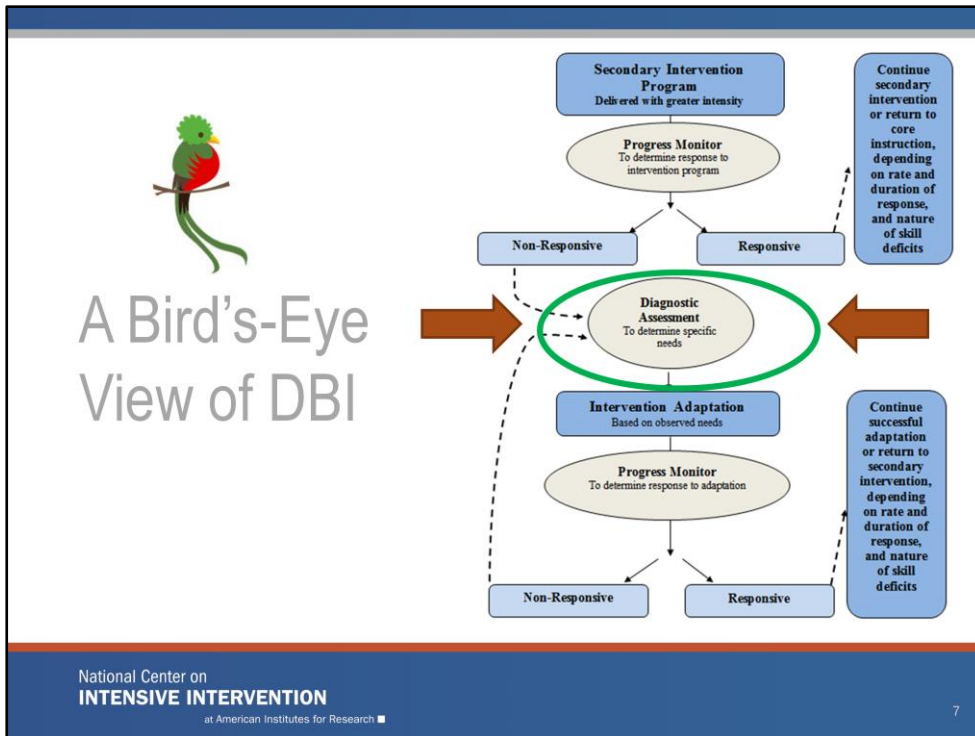 A Bird’s-Eye
View of DBI
Secondary Intervention
Program
Delivered with greater intensity
Progress Monitor
To determine response to
intervention program
Non-Responsive
Responsive
Continue
secondary
intervention
or return to
core
instruction,
depending
on rate and
duration of
response,
and nature
of skill
deficits
Diagnostic
Assessment
To determine specific
needs
Intervention Adaptation
Based on observed needs
Progress Monitor
To determine response to adaptation
Non-Responsive
Responsive
Continue
successful
adaptation
or return to
secondary
intervention,
depending
on rate and
duration of
response,
and nature
of skill
deficits
National Center on
INTENSIVE INTERVENTION
at American Institutes for Research ■
7